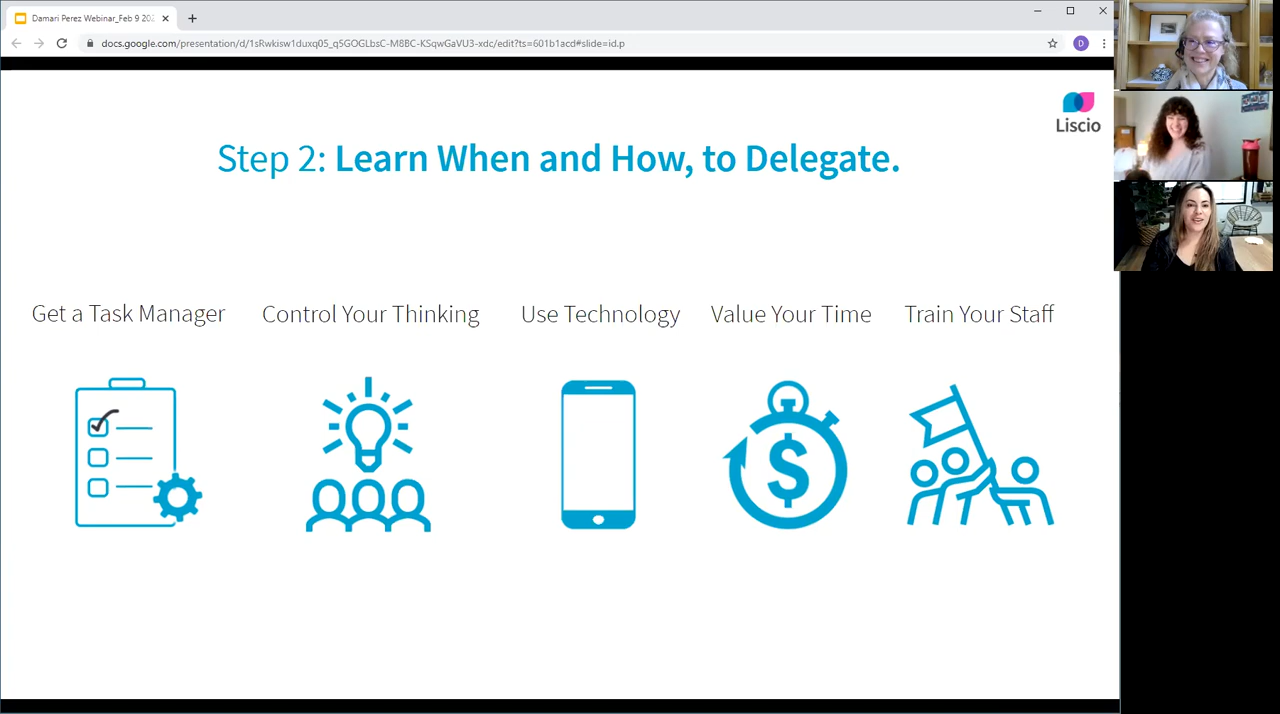 Damari Perez Webinar_Feb 9 202
docs.google.com/presentation/d/1sRwkisw1duxq05_q5GOGLbsC-M8BC-KSqwGaVU3-xdc/edit?ts=601b1acd#slide=id.p
D
Liscio
Step 2: Learn When and How, to Delegate.
Get a Task Manager
Control Your Thinking
Use Technology
Value Your Time
Train Your Staff
$